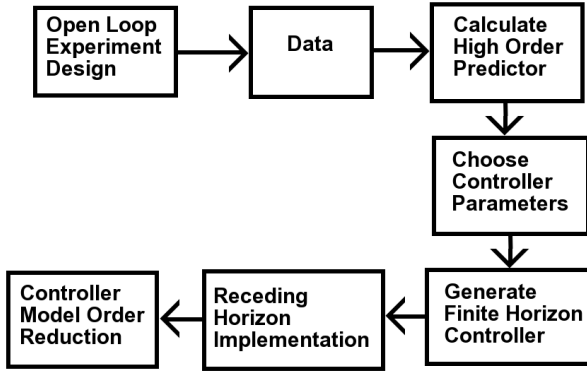 Open Loop
Experiment
Design
Data
Calculate
High Order
Predictor
Choose
Controller
Parameters
Generate
Finite Horizon
Controller
Receding
Horizon
Implementation
Controller
Model Order
Reduction